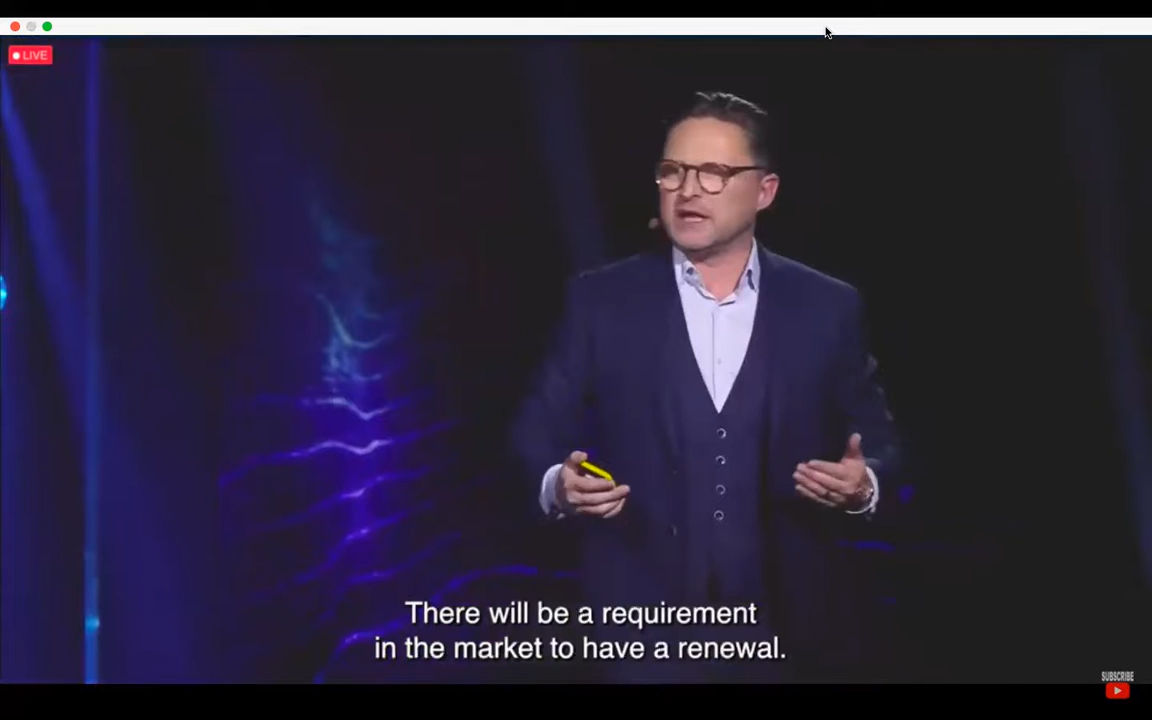 LIVE
There will be a requirement
in the market to have a renewal.
SUBSCRIBE